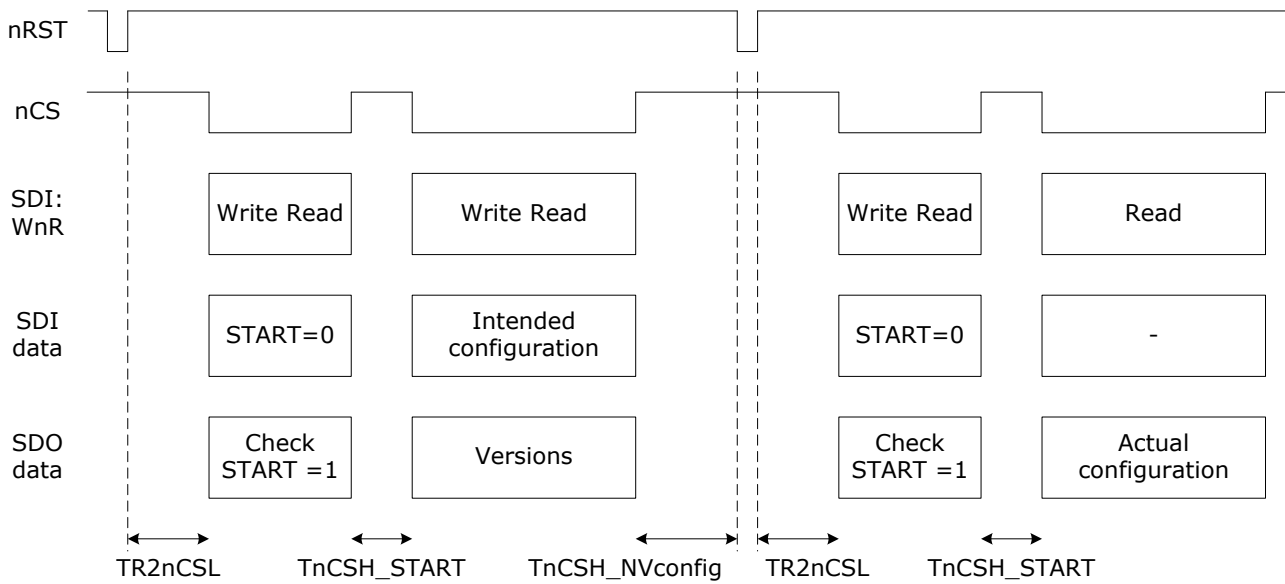 nRST
nCS
SDI:
WnR
Write Read
Write Read
Write Read
Read
SDI
data
START=0
Intended
configuration
START=0
-
SDO
data
Check
START =1
Versions
Check
START =1
Actual
configuration
TR2nCSL
TnCSH_START
TnCSH_NVconfig
TR2nCSL
TnCSH_START